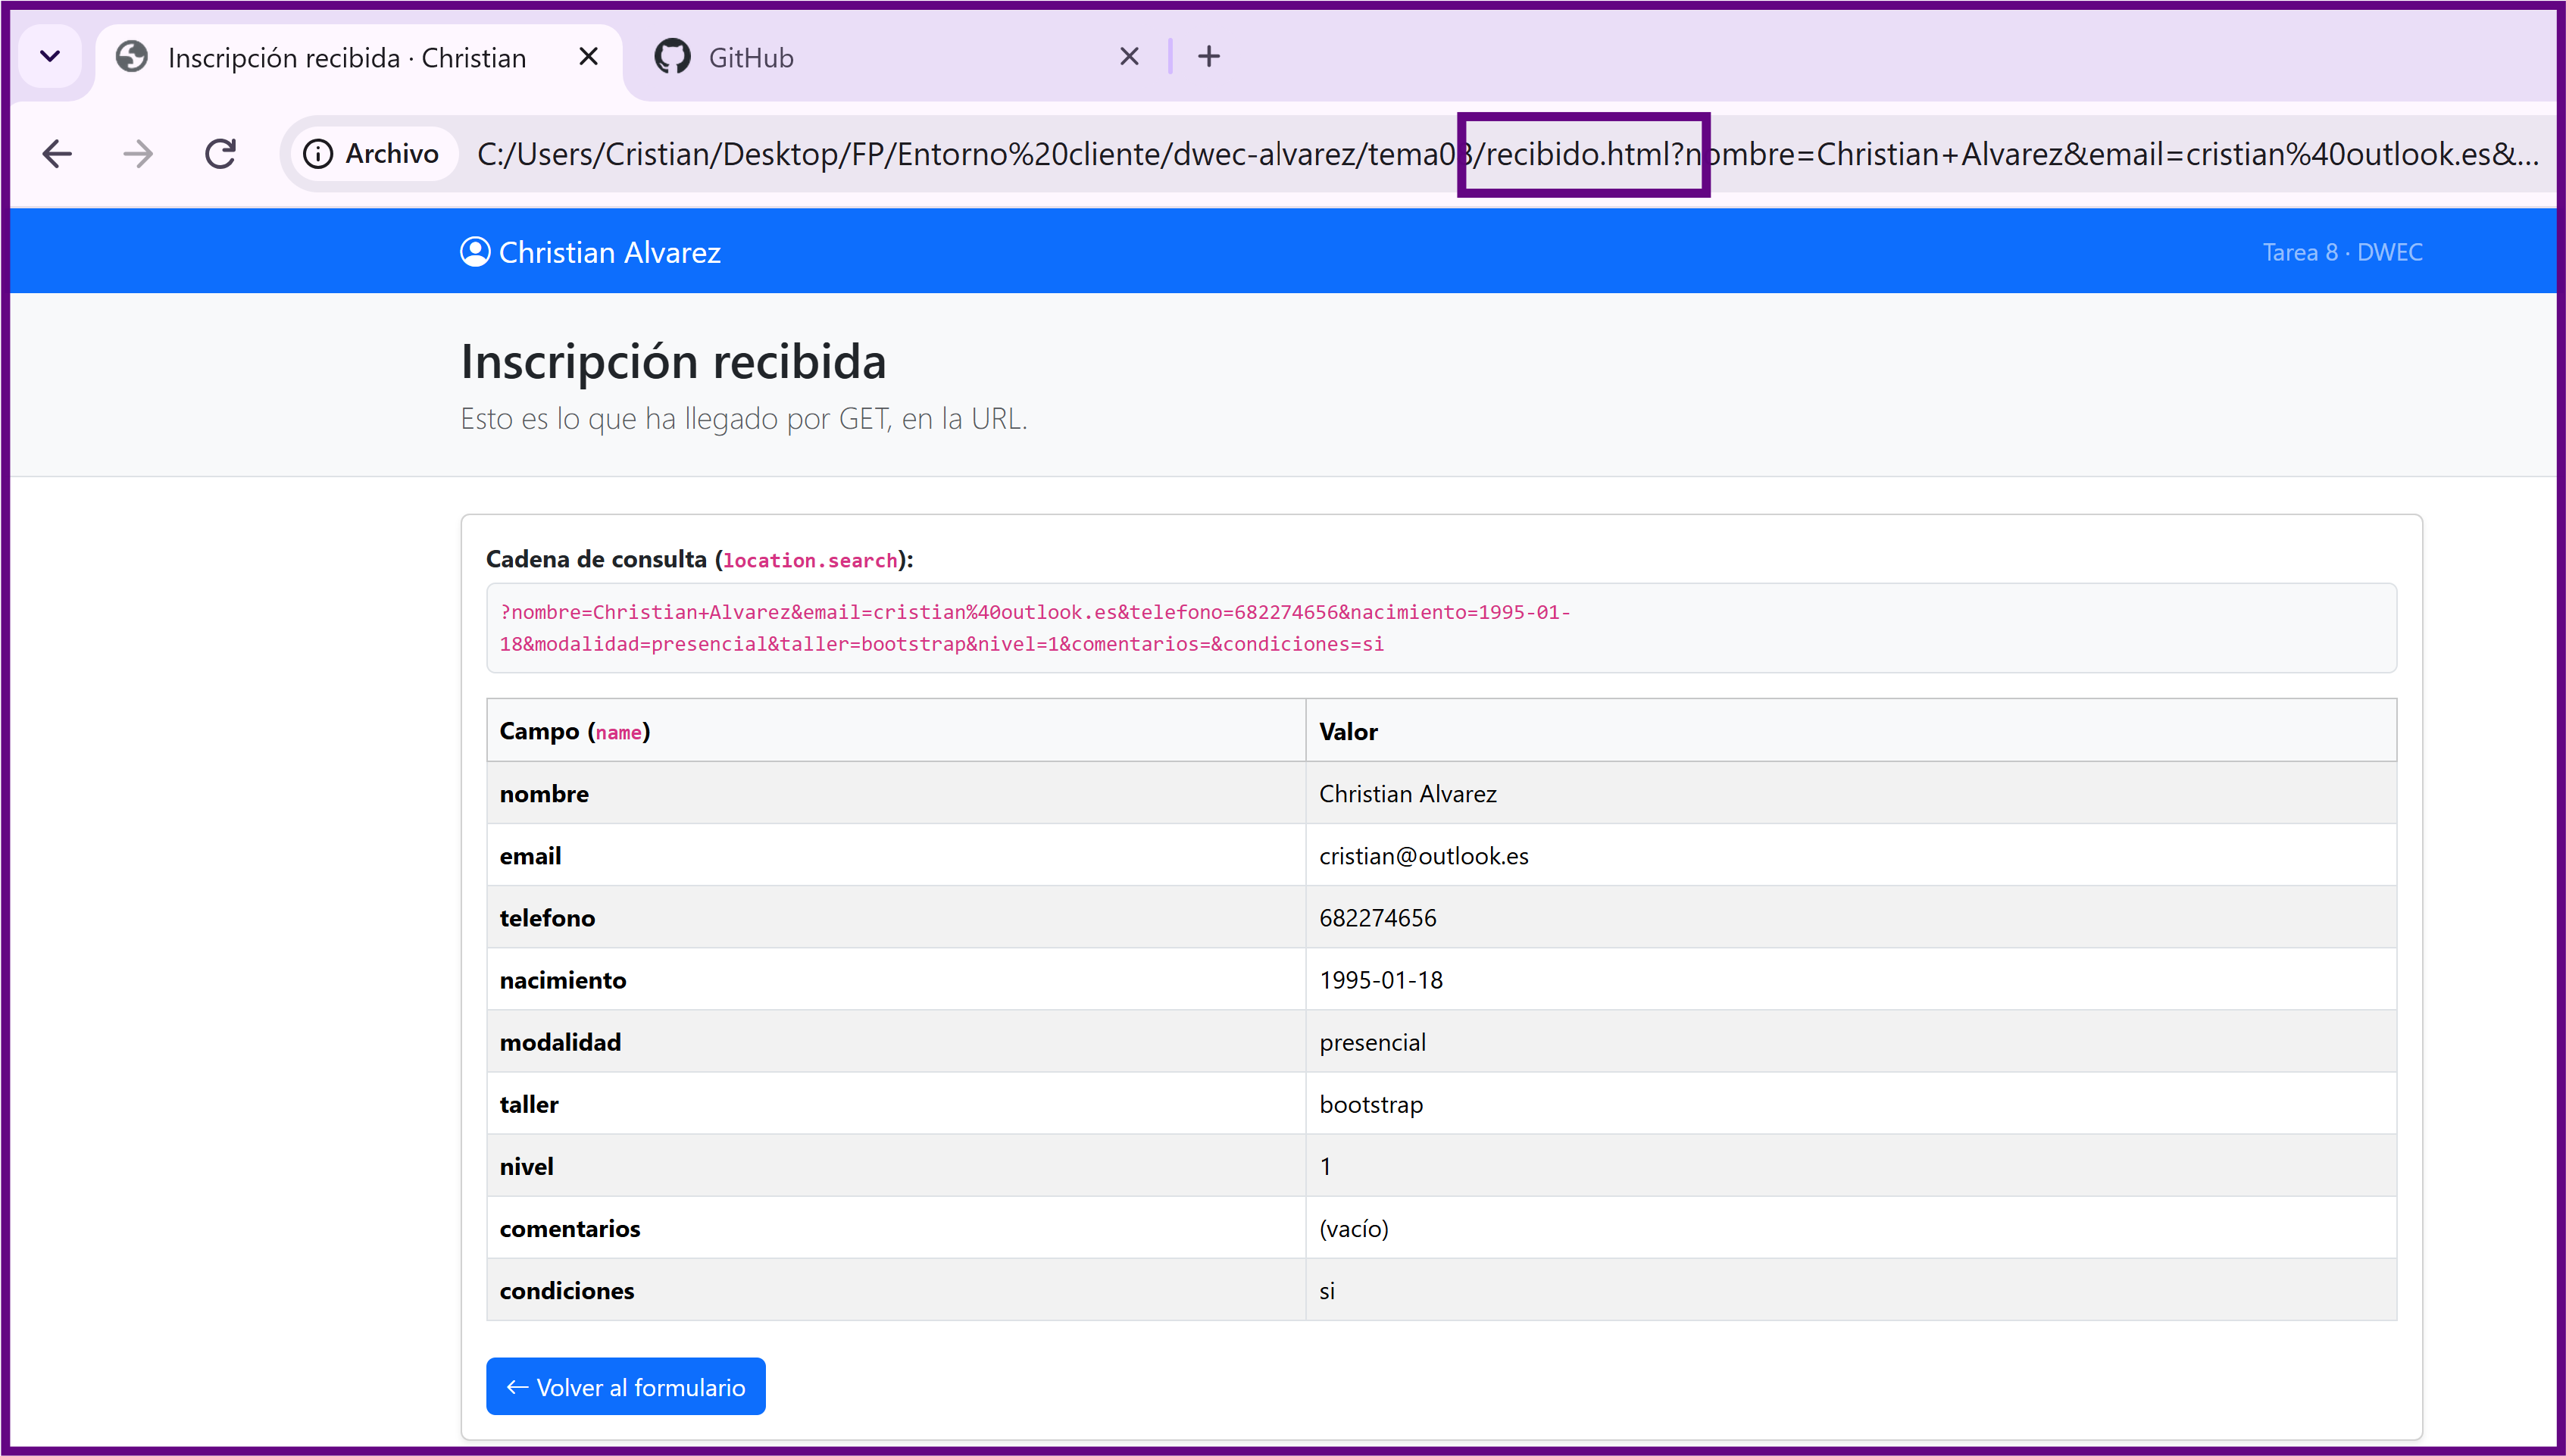 Inscripción recibida · Christian
GitHub
Archivo
C:/Users/Cristian/Desktop/FP/Entorno%20cliente/dwec-alvarez/tema08/recibido.html?nombre=Christian+Alvarez&email=cristian%40outlook.es&...
Christian Alvarez
Tarea 8 · DWEC
Inscripción recibida
Esto es lo que ha llegado por GET, en la URL.
Cadena de consulta (location.search):
?nombre=Christian+Alvarez&email=cristian%40outlook.es&telefono=682274656&nacimiento=1995-01-
18&modalidad=presencial&taller=bootstrap&nivel=1&comentarios=&condiciones=si
Campo (name) Valor
nombre Christian Alvarez
email cristian@outlook.es
telefono 682274656
nacimiento 1995-01-18
modalidad presencial
taller bootstrap
nivel 1
comentarios (vacío)
condiciones si
← Volver al formulario